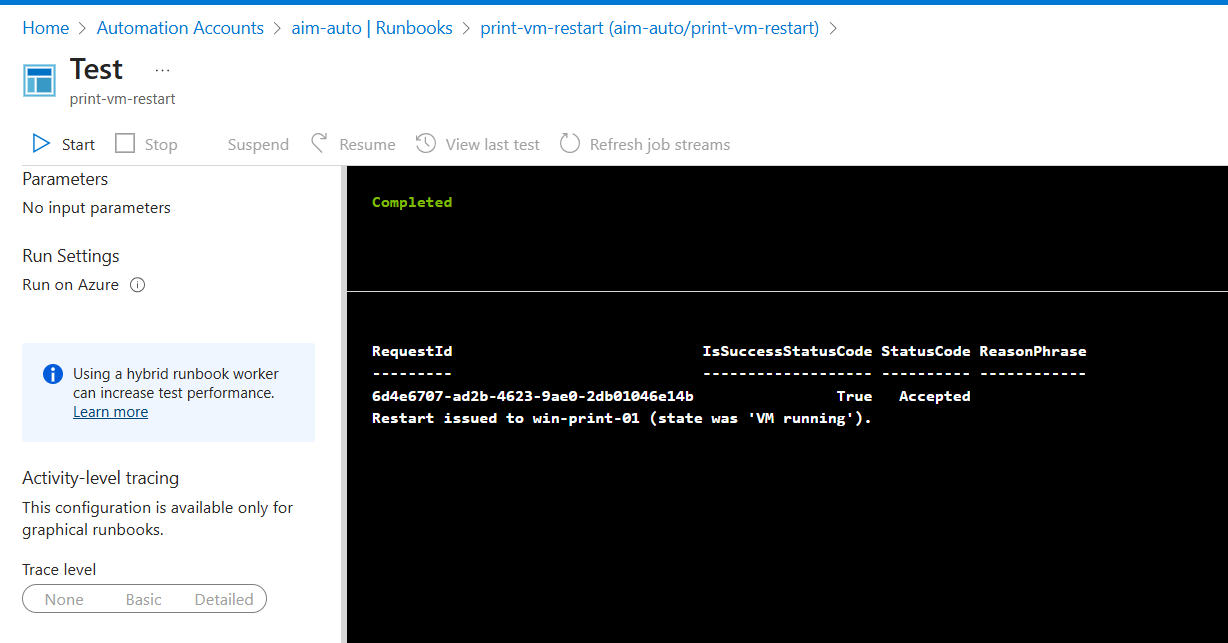 Home > Automation Accounts > aim-auto | Runbooks > print-vm-restart (aim-auto/print-vm-restart) >
Test ...
print-vm-restart
Start Stop Suspend Resume View last test Refresh job streams
Parameters
No input parameters
Run Settings
Run on Azure
Using a hybrid runbook worker
can increase test performance.
Learn more
Activity-level tracing
This configuration is available only for
graphical runbooks.
Trace level
None Basic Detailed
Completed
RequestId IsSuccessStatusCode StatusCode ReasonPhrase
--------- ------------------- ---------- ------------
6d4e6707-ad2b-4623-9ae0-2db01046e14b True Accepted
Restart issued to win-print-01 (state was 'VM running').